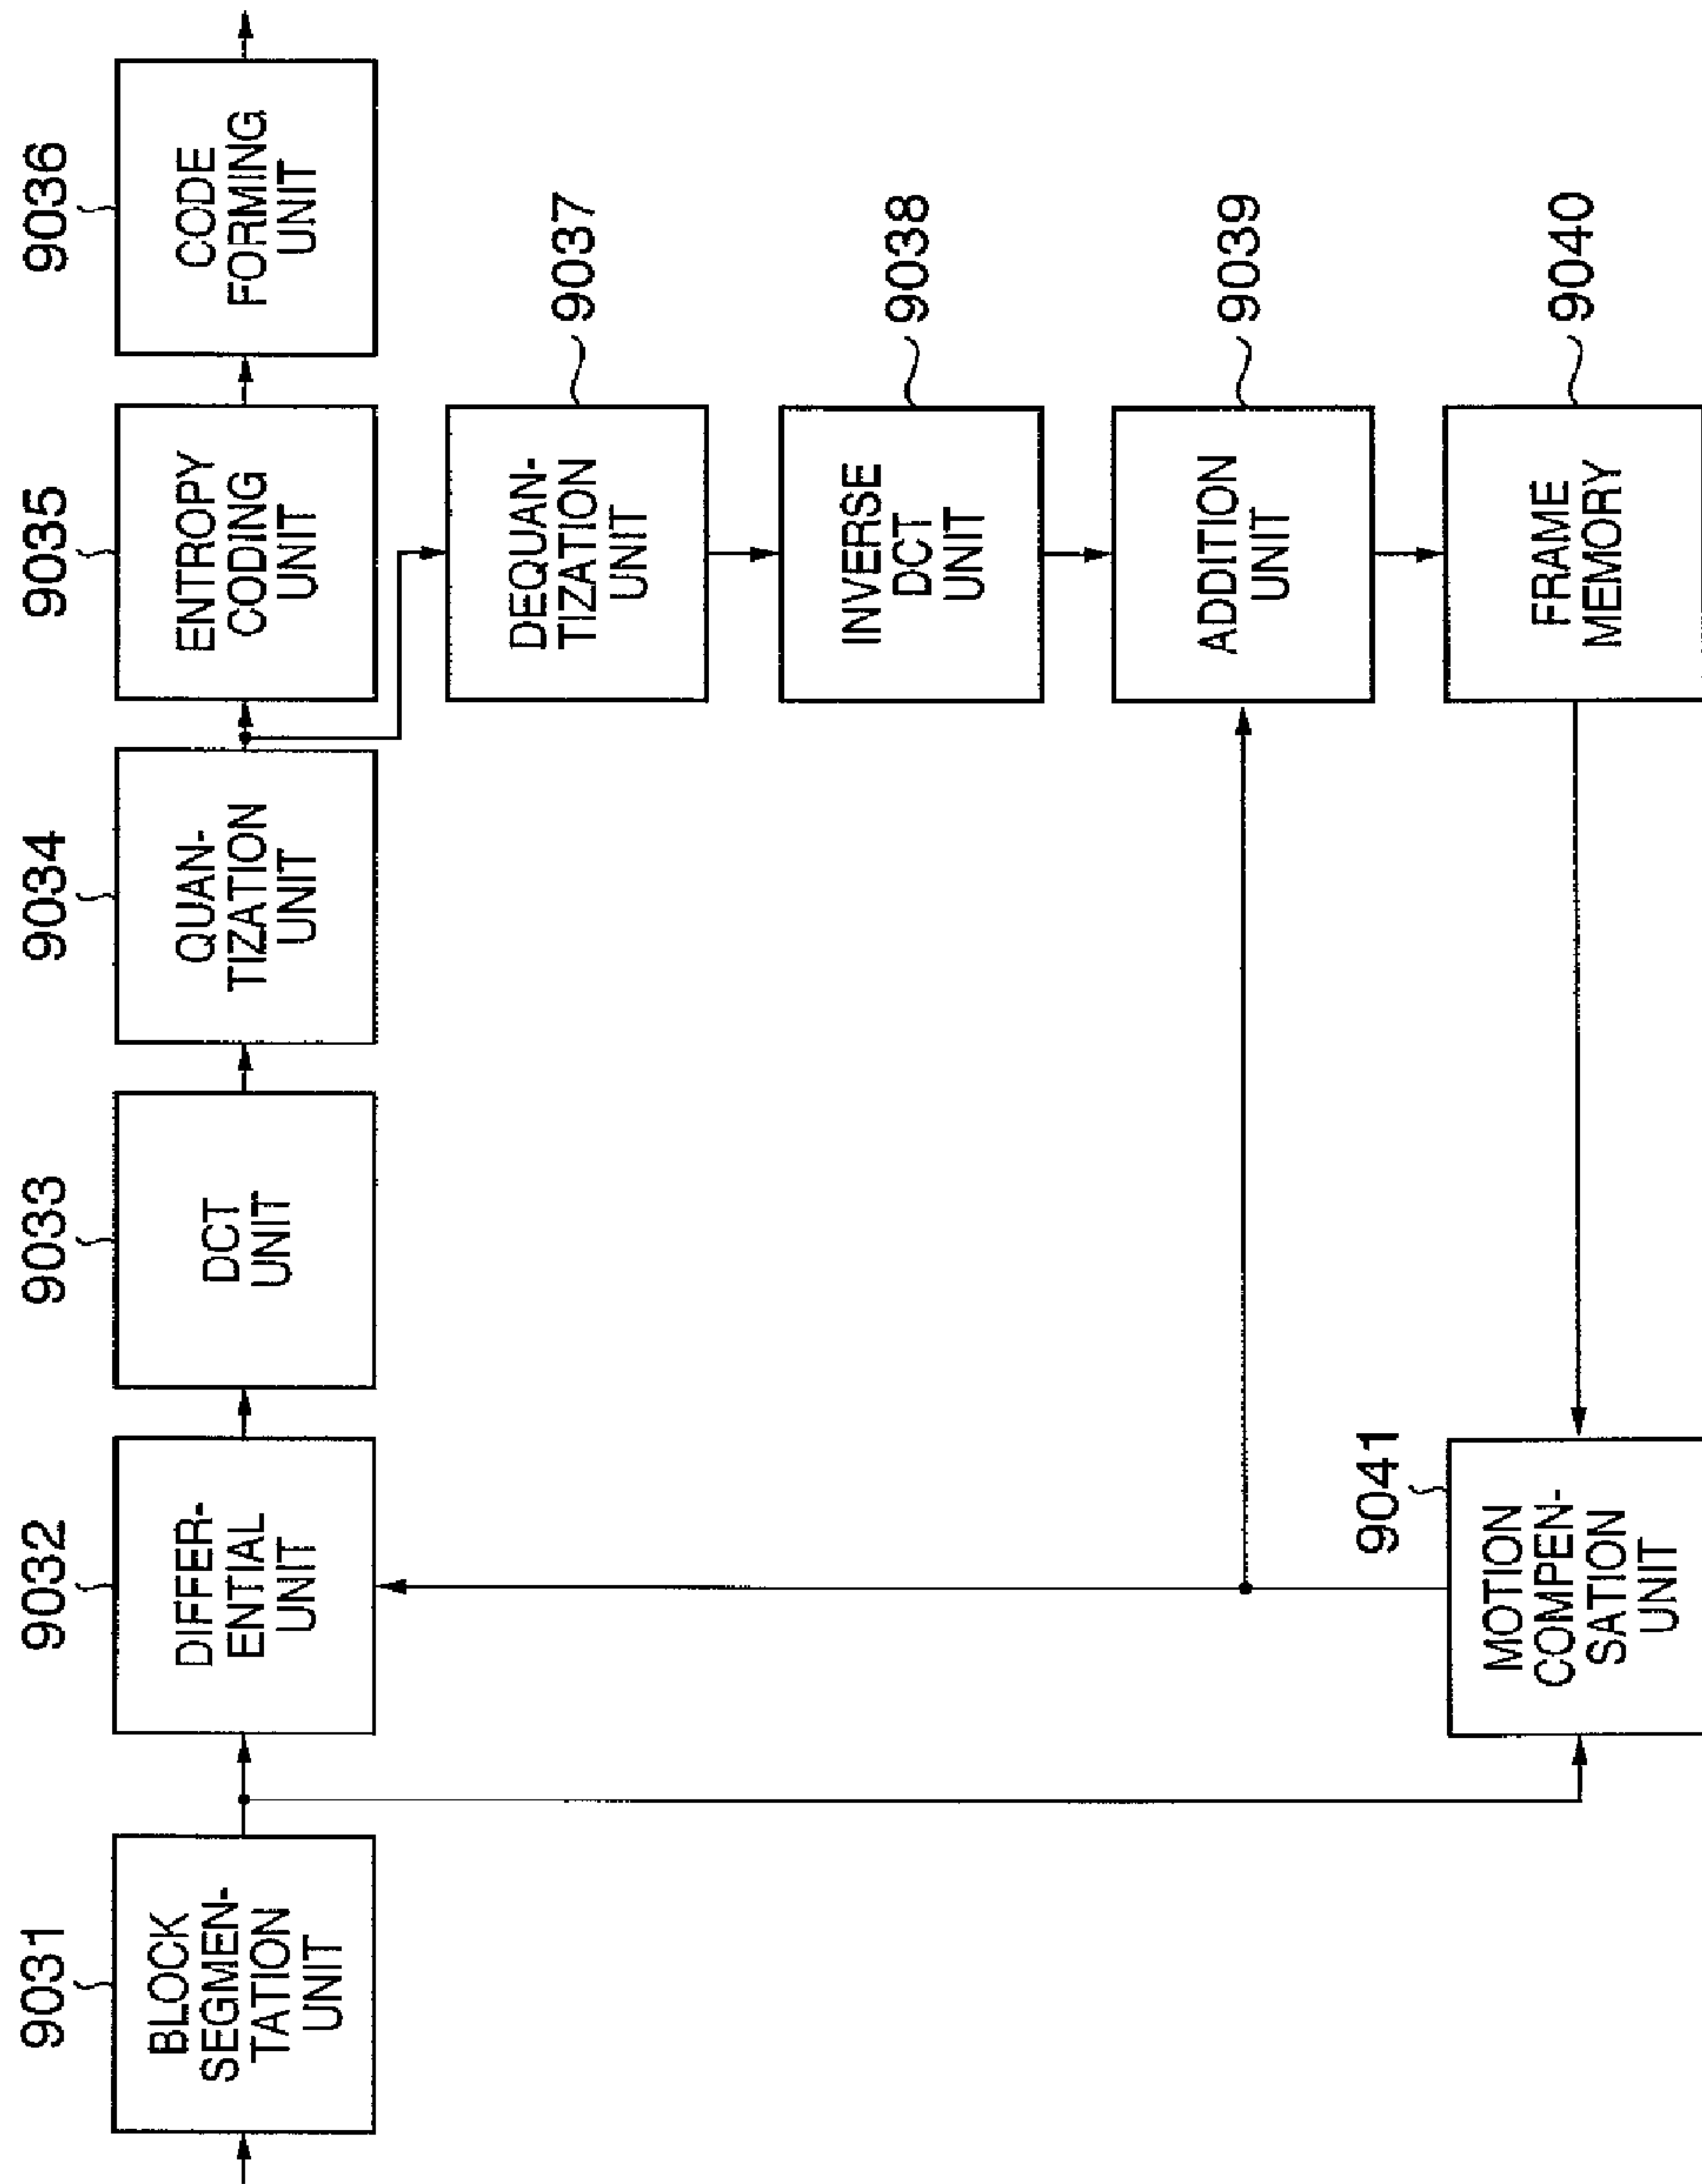 9031
BLOCK
SEGMEN-
TATION
UNIT
9032
DIFFER-
ENTIAL
UNIT
9033
DCT
UNIT
9034
QUAN-
TIZATION
UNIT
9035
ENTROPY
CODING
UNIT
9036
CODE
FORMING
UNIT
DEQUAN-
TIZATION
UNIT
9037
INVERSE
DCT
UNIT
9038
ADDITION
UNIT
9039
9041
MOTION
COMPEN-
SATION
UNIT
FRAME
MEMORY
9040